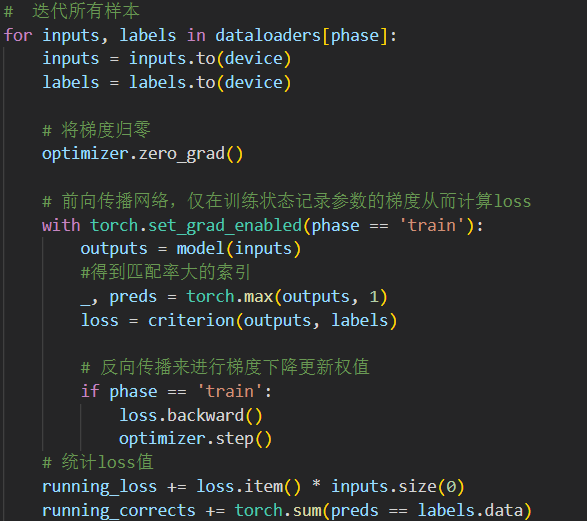 #  迭代所有样本
for inputs, labels in dataloaders[phase]:
    inputs = inputs.to(device)
    labels = labels.to(device)

    # 将梯度归零
    optimizer.zero_grad()

    # 前向传播网络，仅在训练状态记录参数的梯度从而计算loss
    with torch.set_grad_enabled(phase == 'train'):
        outputs = model(inputs)
        #得到匹配率大的索引
        _, preds = torch.max(outputs, 1)
        loss = criterion(outputs, labels)

        # 反向传播来进行梯度下降更新权值
        if phase == 'train':
            loss.backward()
            optimizer.step()
    # 统计loss值
    running_loss += loss.item() * inputs.size(0)
    running_corrects += torch.sum(preds == labels.data)